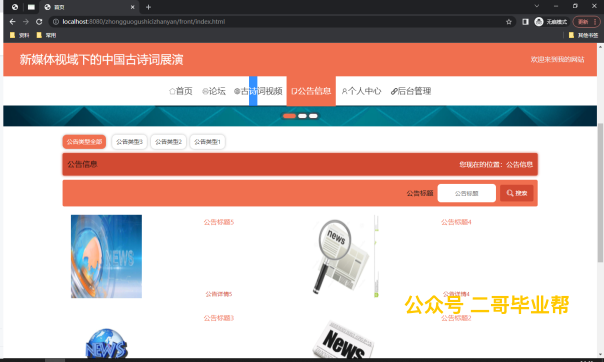 首页
localhost:8080/zhongguogushicizhanyan/front/index.html
无痕模式
更新
资料
常用
其他书签
新媒体视域下的中国古诗词展演
欢迎来到我的网站
首页
论坛
古诗词视频
公告信息
个人中心
后台管理
公告类型全部
公告类型3
公告类型2
公告类型1
公告信息
您现在的位置：公告信息
公告标题
公告标题
搜索
公告标题5
公告标题4
NEWS
news
公告详情5
公告详情4
公众号 二哥毕业帮
公告标题3
公告标题2
NEWS
NEWS